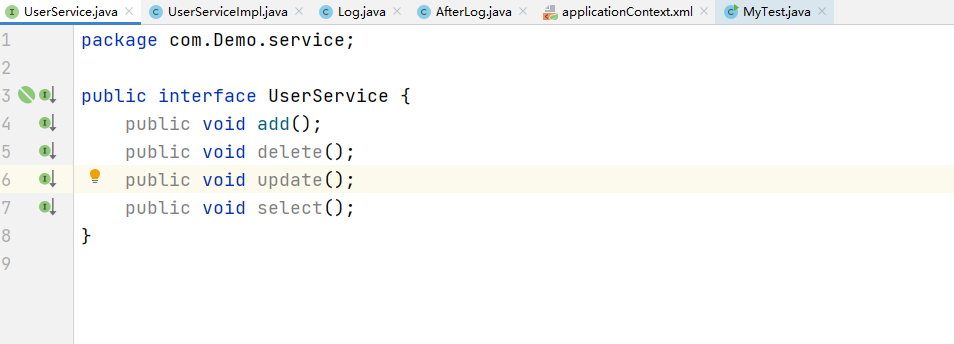 UserService.java UserServiceImpl.java Log.java AfterLog.java applicationContext.xml MyTest.java
1 package com.Demo.service;
2
3 public interface UserService {
4 public void add();
5 public void delete();
6 public void update();
7 public void select();
8 }
9